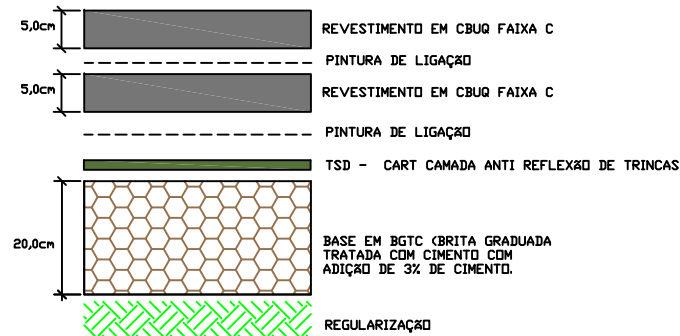 5,0cm
REVESTIMENTO EM CBUQ FAIXA C
PINTURA DE LIGAÇÃO
5,0cm
REVESTIMENTO EM CBUQ FAIXA C
PINTURA DE LIGAÇÃO
TSD - CART CAMADA ANTI REFLEXÃO DE TRINCAS
20,0cm
BASE EM BGTC (BRITA GRADUADA
TRATADA COM CIMENTO COM
ADIÇÃO DE 3% DE CIMENTO.
REGULARIZAÇÃO